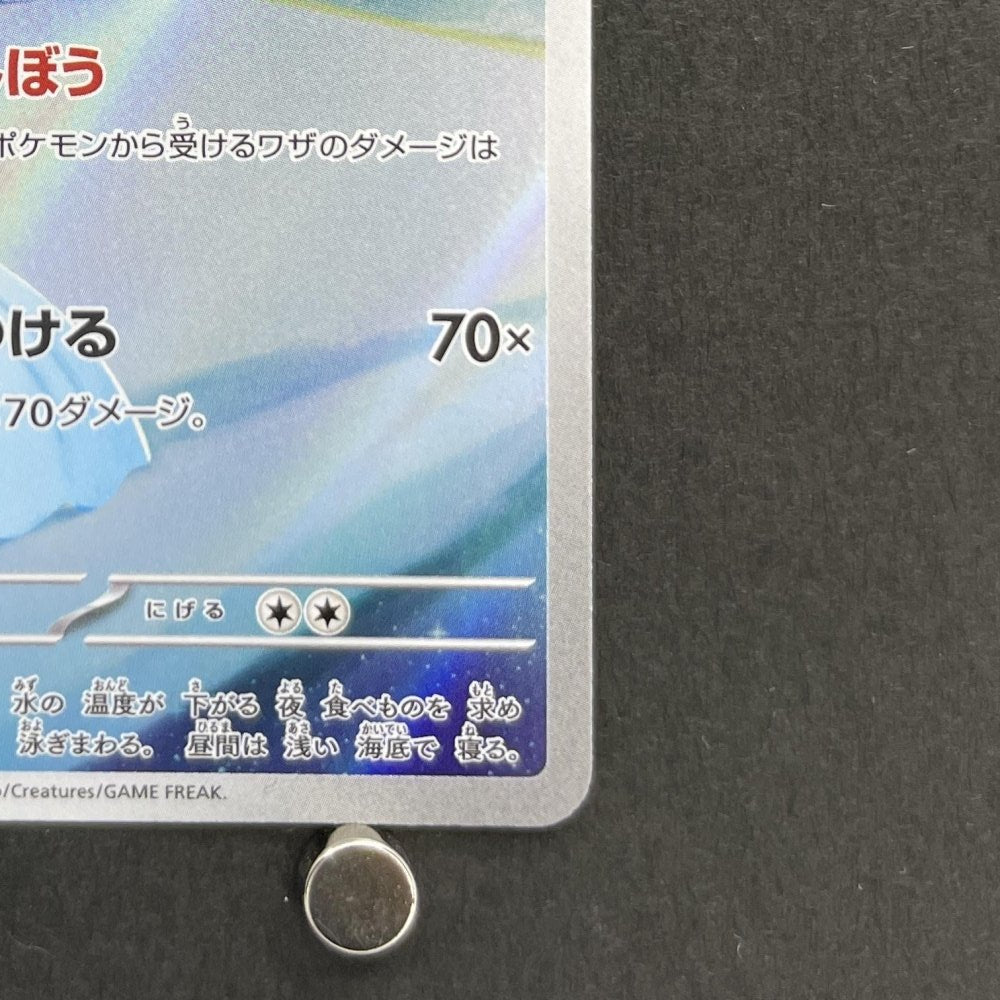 ぼう
ポケモンから受けるワザのダメージは
つける 70×
70ダメージ。
にげる
水の 温度が 下がる 夜 食べものを 求め
泳ぎまわる。 昼間は 浅い 海底で 寝る。
/Creatures/GAME FREAK.